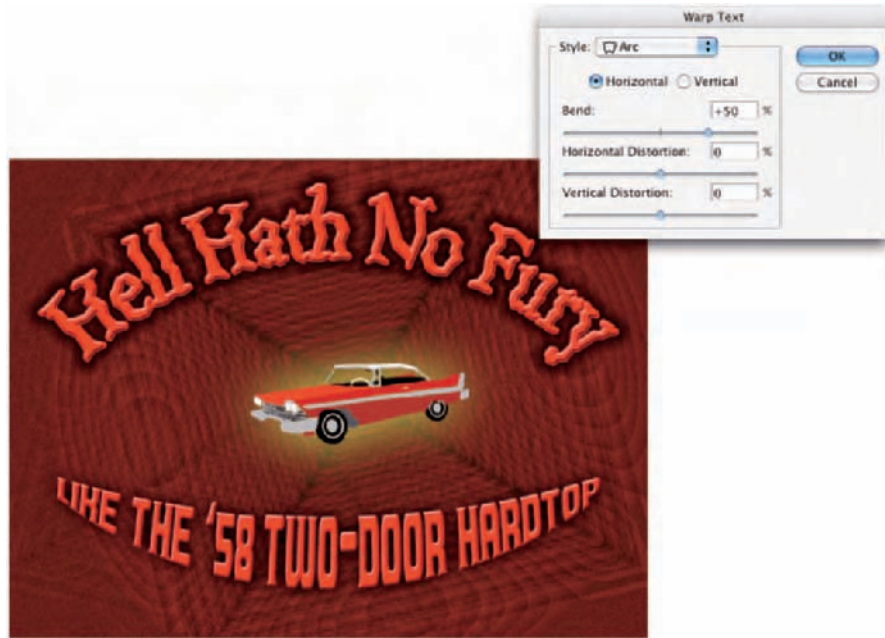 Warp Text
Style: Arc
OK
Horizontal Vertical
Cancel
Bend: +50 %
Horizontal Distortion: 0 %
Vertical Distortion: 0 %
Hell Hath No Fury
LIKE THE '58 TWO-DOOR HARDTOP